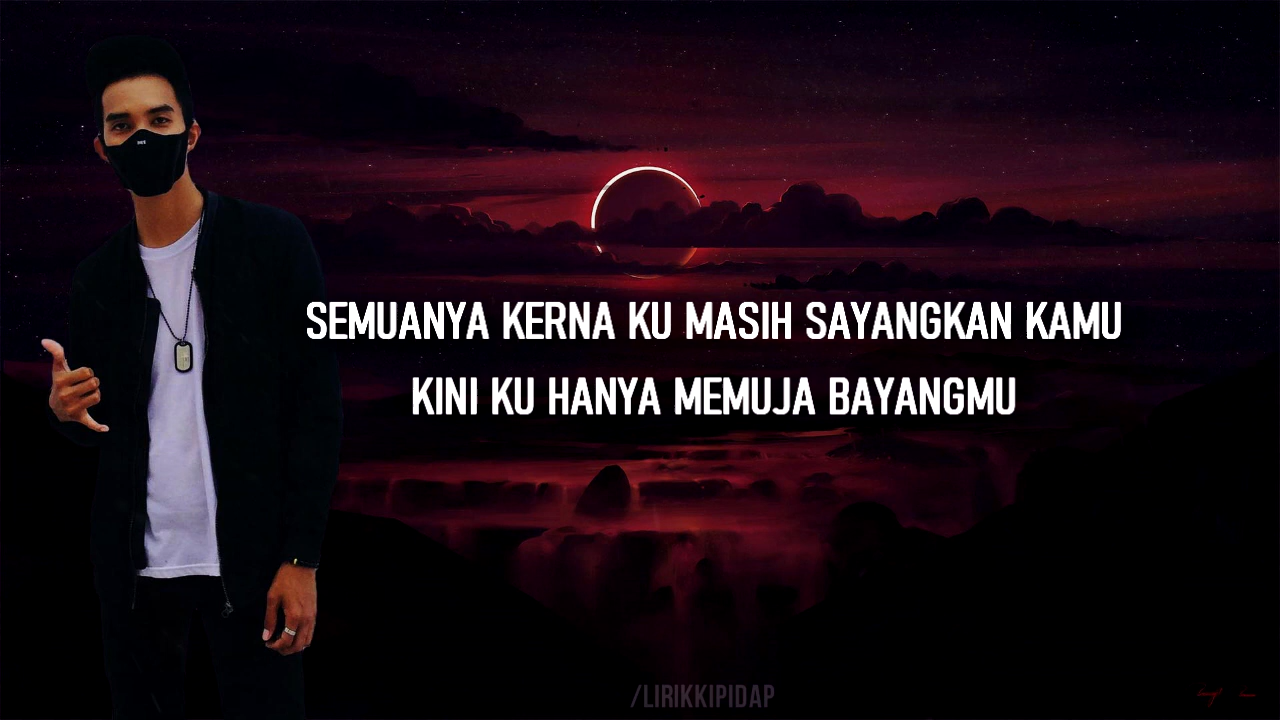 SEMUANYA KERNA KU MASIH SAYANGKAN KAMU
KINI KU HANYA MEMUJA BAYANGMU
/LIRIKKIPIDAP